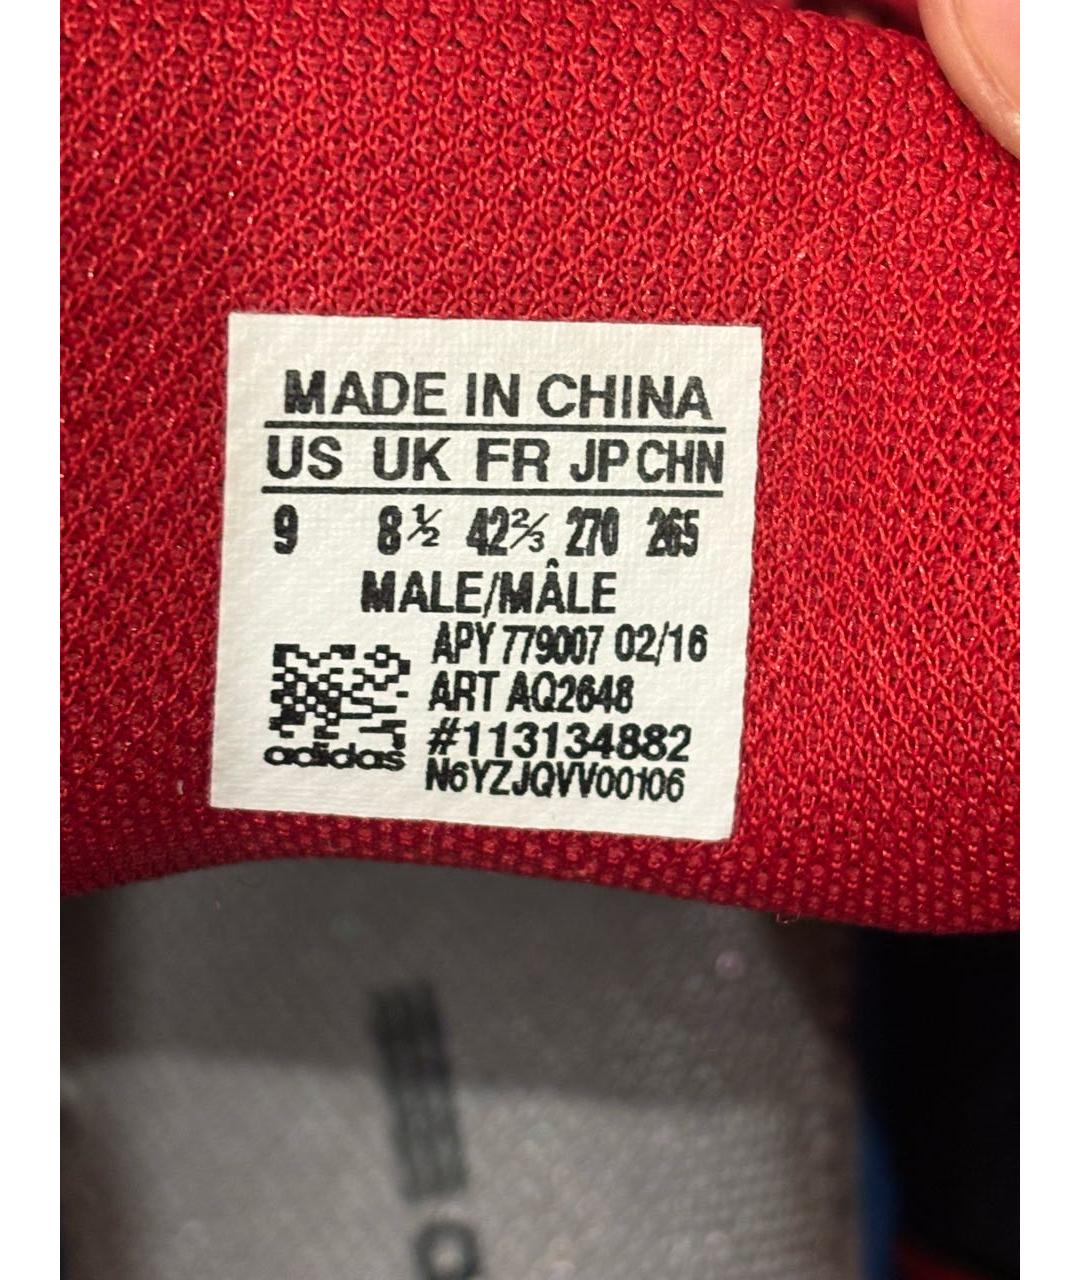 MADE IN CHINA
US UK FR JP CHN
9 8½ 42⅔ 270 265
MALE/MÂLE
APY 779007 02/16
ART AQ2648
#113134882
adidas
N6YZJQVV00106